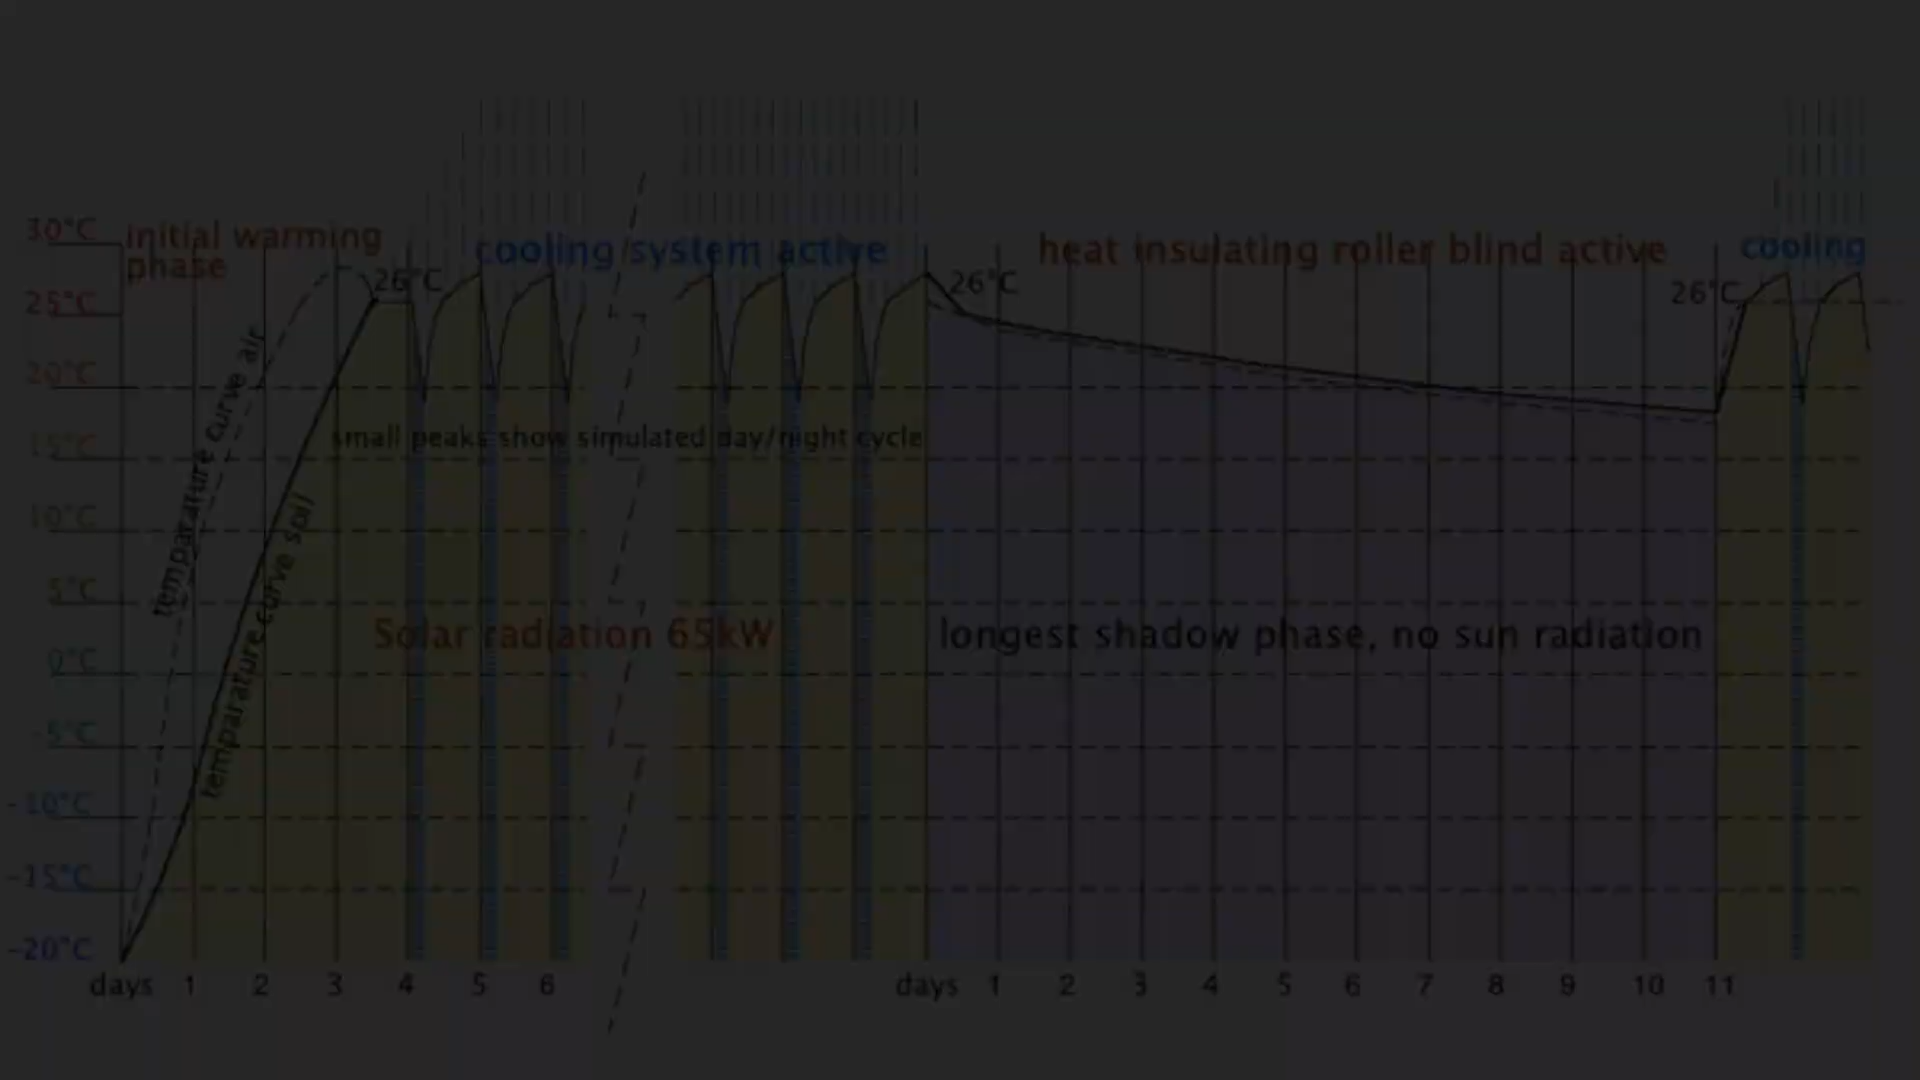 30°C
initial warming
phase
cooling system active
heat insulating roller blind active
cooling
26°C
26°C
26°C
25°C
20°C
temparature curve air
small peaks show simulated day/night cycle
15°C
10°C
temparature curve soil
5°C
Solar radiation 65kW
longest shadow phase, no sun radiation
0°C
-5°C
-10°C
-15°C
-20°C
days 1 2 3 4 5 6 days 1 2 3 4 5 6 7 8 9 10 11